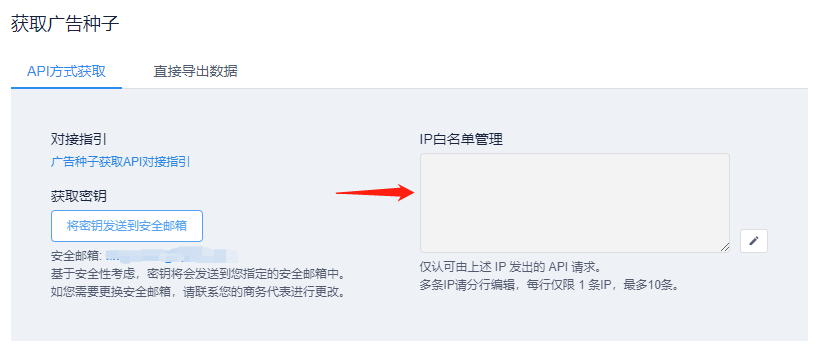 获取广告种子
API方式获取
直接导出数据
对接指引
广告种子获取API对接指引
获取密钥
将密钥发送到安全邮箱
安全邮箱:
基于安全性考虑，密钥将会发送到您指定的安全邮箱中。
如您需要更换安全邮箱，请联系您的商务代表进行更改。
IP白名单管理
仅认可由上述 IP 发出的 API 请求。
多条IP请分行编辑，每行仅限 1 条IP，最多10条。